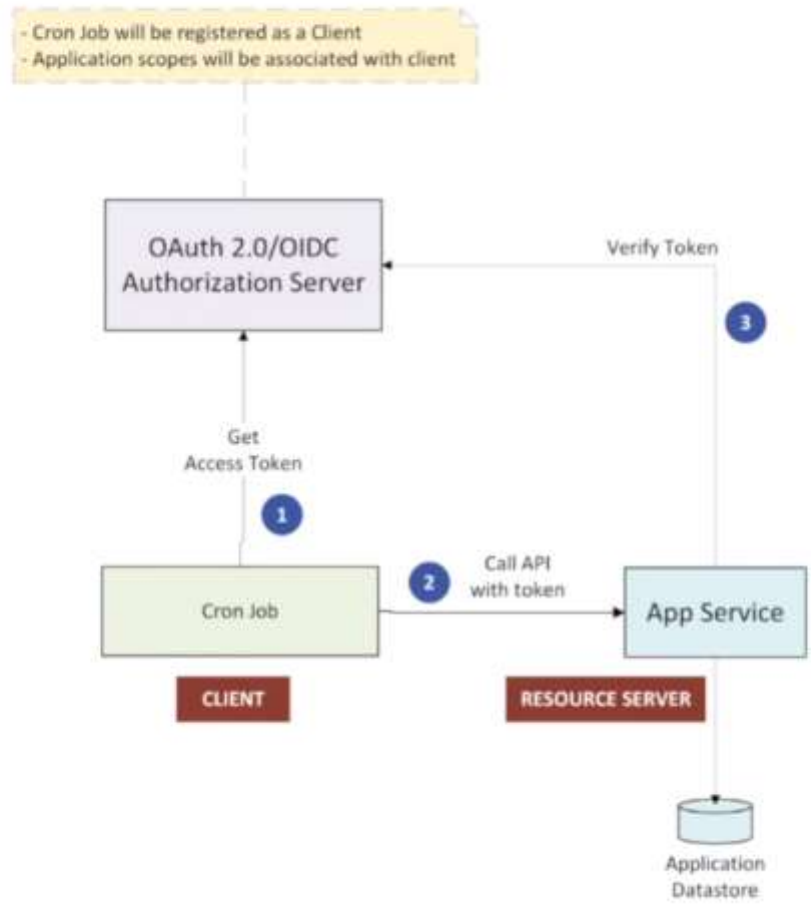 - Cron Job will be registered as a Client
- Application scopes will be associated with client
OAuth 2.0/OIDC
Authorization Server
Verify Token
3
Get
Access Token
1
Call API
with token
2
Cron Job
App Service
CLIENT
RESOURCE SERVER
Application
Datastore